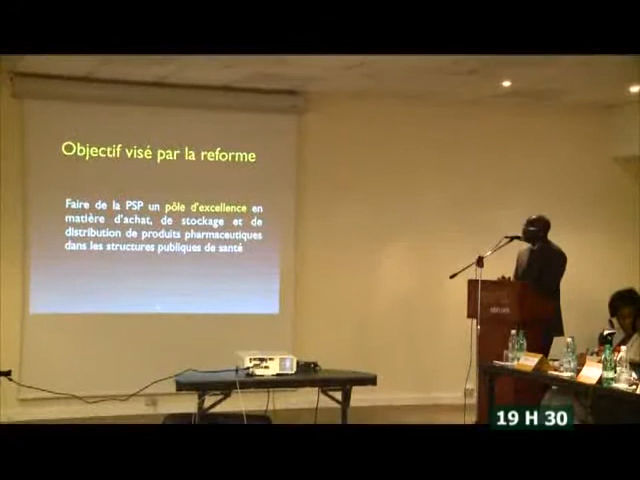 Objectif visé par la reforme
Faire de la PSP un pôle d'excellence en
matière d'achat, de stockage et de
distribution de produits pharmaceutiques
dans les structures publiques de santé
19 H 30